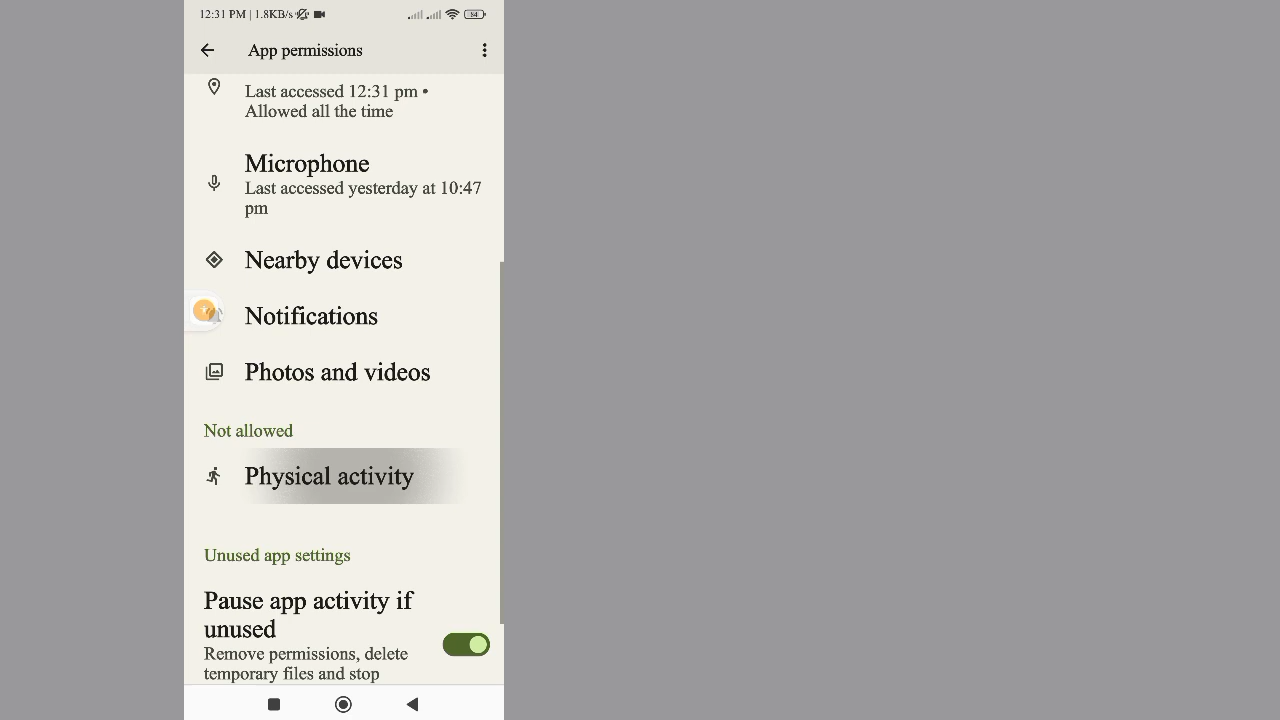 12:31 PM | 1.8KB/s
84
App permissions
Last accessed 12:31 pm •
Allowed all the time
Microphone
Last accessed yesterday at 10:47
pm
Nearby devices
Notifications
Photos and videos
Not allowed
Physical activity
Unused app settings
Pause app activity if
unused
Remove permissions, delete
temporary files and stop